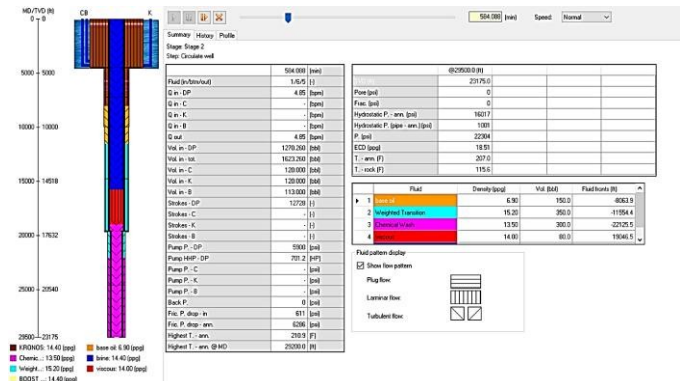 MD/TVD (ft)
0 0
CB K
5000 5000
10000 10000
15000 14518
20000 17632
25000 20540
29500 23175
KRONOS: 14.40 (ppg) base oil: 6.90 (ppg)
Chemic...: 13.50 (ppg) brine: 14.40 (ppg)
Weight...: 15.20 (ppg) viscous: 14.00 (ppg)
BOOST ...: 14.40 (ppg)
584.088 (min) Speed Normal
Summary History Profile
Stage: Stage 2
Step: Circulate well
(min)
Fluid (in/btm/out) 1/6/5 (-)
Q in - DP 4.85 (bpm)
Q in - C - (bpm)
Q in - K - (bpm)
Q in - B - (bpm)
Q out 4.85 (bpm)
Vol. in - DP 1270.260 (bbl)
Vol. in - tot. 1623.260 (bbl)
Vol. in - C 120.000 (bbl)
Vol. in - K 120.000 (bbl)
Vol. in - B 113.000 (bbl)
Strokes - DP 12728 (-)
Strokes - C - (-)
Strokes - K - (-)
Strokes - B - (-)
Pump P. - DP 5900 (psi)
Pump HHP - DP 701.2 (HP)
Pump P. - C - (psi)
Pump P. - K - (psi)
Pump P. - B - (psi)
Back P. 0 (psi)
Fric. P. drop - in 611 (psi)
Fric. P. drop - ann. 6286 (psi)
Highest T. - ann. 210.9 (F)
Highest T. - ann. @ MD 29200.0 (ft)
@29500.0 (ft)
23175.0
Pore (psi) 0
Frac. (psi) 0
Hydrostatic P. - ann. (psi) 16017
Hydrostatic P. (pipe - ann.) (psi) 1001
P. (psi) 22304
ECD (ppg) 18.51
T. - ann. (F) 207.0
T. - rock (F) 115.6
Fluid Density (ppg) Vol. (bbl) Fluid fronts (ft)
1 base oil 6.90 150.0 -8063.9
2 Weighted Transition 15.20 350.0 -11554.4
3 Chemical Wash 13.50 300.0 -22125.5
4 viscous 14.00 80.0 19046.5
Fluid pattern display
Show flow pattern
Plug flow:
Laminar flow:
Turbulent flow: